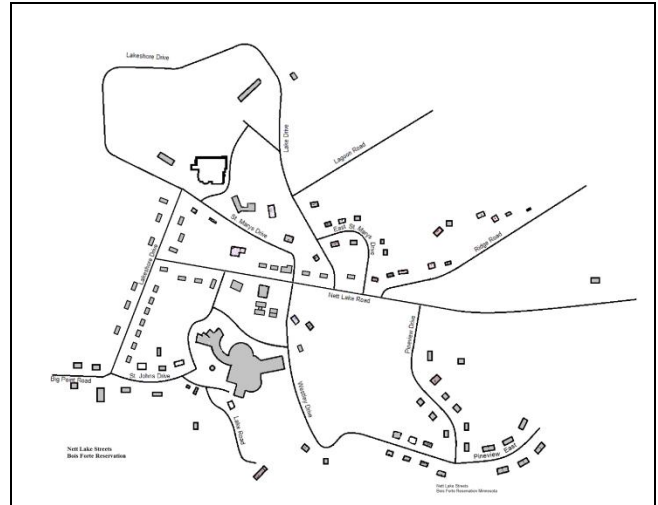 Lakeshore Drive
Lake Drive
Lagoon Road
St. Marys Drive
East St. Marys
Drive
Ridge Road
Lakeshore Drive
Nett Lake Road
Pineview Drive
Big Point Road
St. Johns Drive
Westley Drive
Lake Road
Pineview East
Nett Lake Streets
Bois Forte Reservation
Nett Lake Streets
Bois Forte Reservation Minnesota